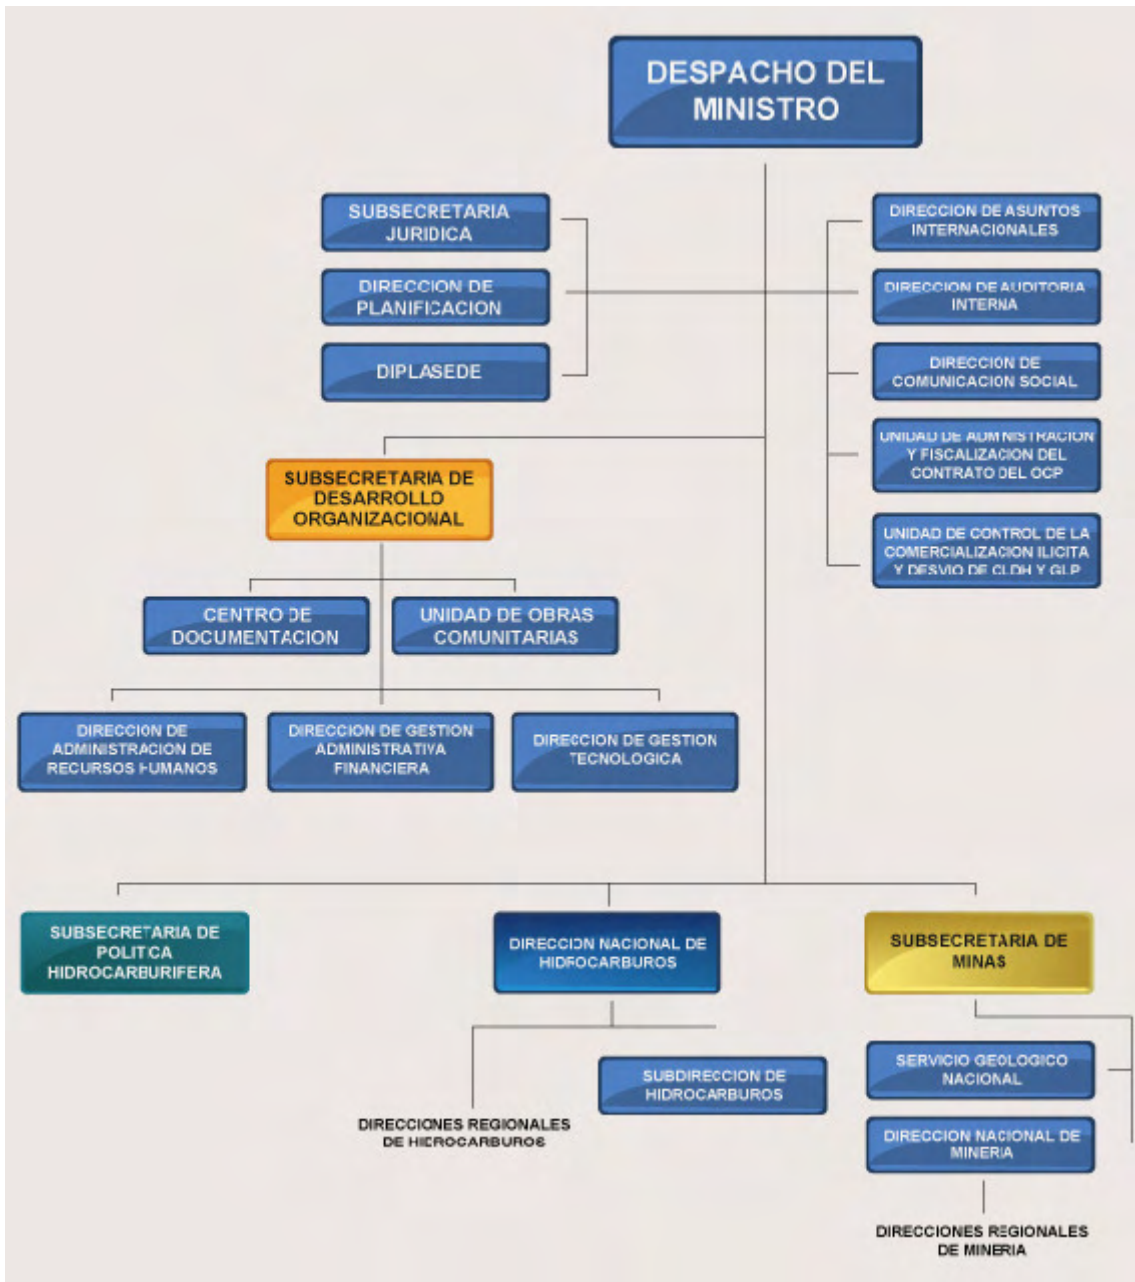 DESPACHO DEL
MINISTRO
SUBSECRETARIA
JURIDICA
DIRECCION DE
PLANIFICACION
DIPLASEDE
DIRECCION DE ASUNTOS
INTERNACIONALES
DIRECCION DE AUDITORIA
INTERNA
DIRECCION DE
COMUNICACION SOCIAL
UNIDAD DE ADMINISTRACION
Y FISCALIZACION DEL
CONTRATO DEL OCP
UNIDAD DE CONTROL DE LA
COMERCIALIZACION ILICITA
Y DESVIO DE CLDH Y GLP
SUBSECRETARIA DE
DESARROLLO
ORGANIZACIONAL
CENTRO DE
DOCUMENTACION
UNIDAD DE OBRAS
COMUNITARIAS
DIRECCION DE
ADMINISTRACION DE
RECURSOS HUMANOS
DIRECCION DE GESTION
ADMINISTRATIVA
FINANCIERA
DIRECCION DE GESTION
TECNOLOGICA
SUBSECRETARIA DE
POLITICA
HIDROCARBURIFERA
DIRECCION NACIONAL DE
HIDROCARBUROS
SUBSECRETARIA DE
MINAS
DIRECCIONES REGIONALES
DE HIDROCARBUROS
SUBDIRECCION DE
HIDROCARBUROS
SERVICIO GEOLOGICO
NACIONAL
DIRECCION NACIONAL DE
MINERIA
DIRECCIONES REGIONALES
DE MINERIA